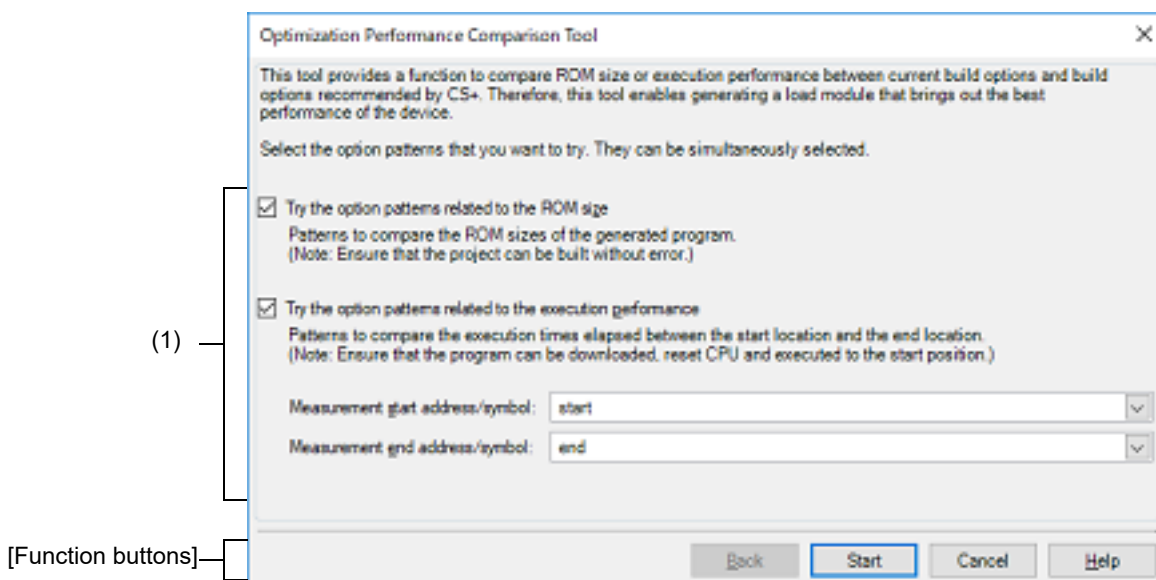 Optimization Performance Comparison Tool
This tool provides a function to compare ROM size or execution performance between current build options and build
options recommended by CS+. Therefore, this tool enables generating a load module that brings out the best
performance of the device.
Select the option patterns that you want to try. They can be simultaneously selected.
Try the option patterns related to the ROM size
Patterns to compare the ROM sizes of the generated program.
(Note: Ensure that the project can be built without error.)
Try the option patterns related to the execution performance
(1)
Patterns to compare the execution times elapsed between the start location and the end location.
(Note: Ensure that the program can be downloaded, reset CPU and executed to the start position.)
Measurement start address/symbol: start
Measurement end address/symbol: end
[Function buttons]
Back Start Cancel Help